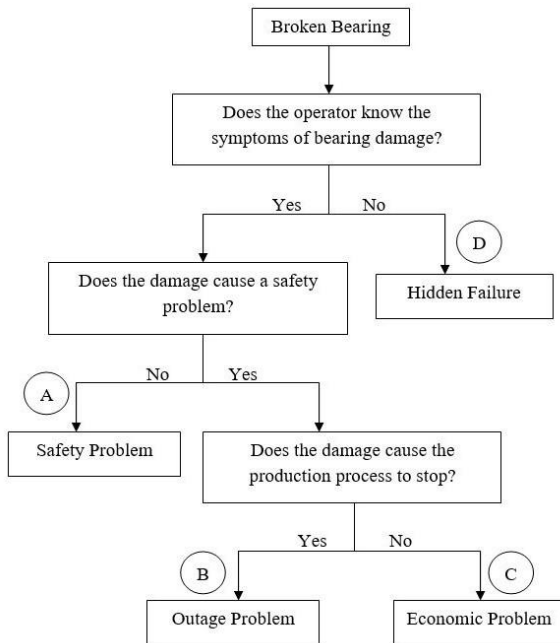 Broken Bearing
Does the operator know the
symptoms of bearing damage?
Yes
No
D
Does the damage cause a safety
problem?
Hidden Failure
No
Yes
A
Safety Problem
Does the damage cause the
production process to stop?
Yes
No
B
C
Outage Problem
Economic Problem